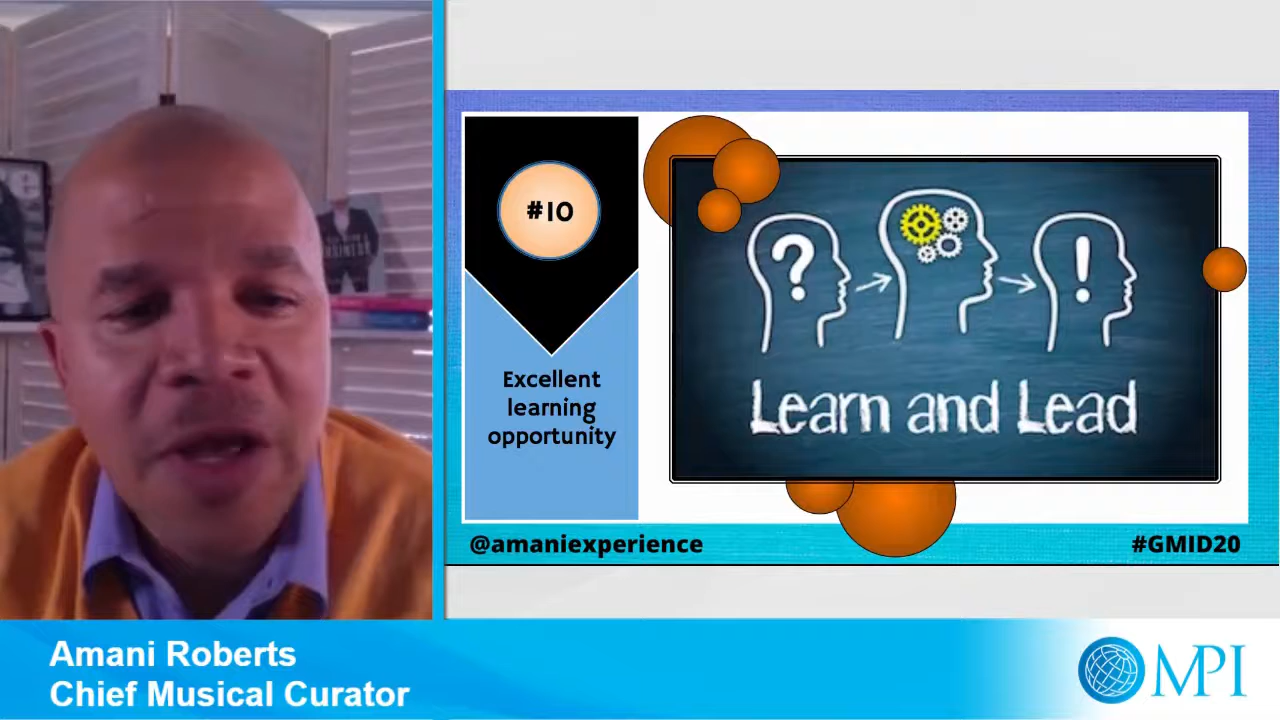 #10
Excellent
learning
opportunity
?
!
Learn and Lead
@amaniexperience
#GMID20
Amani Roberts
Chief Musical Curator
MPI